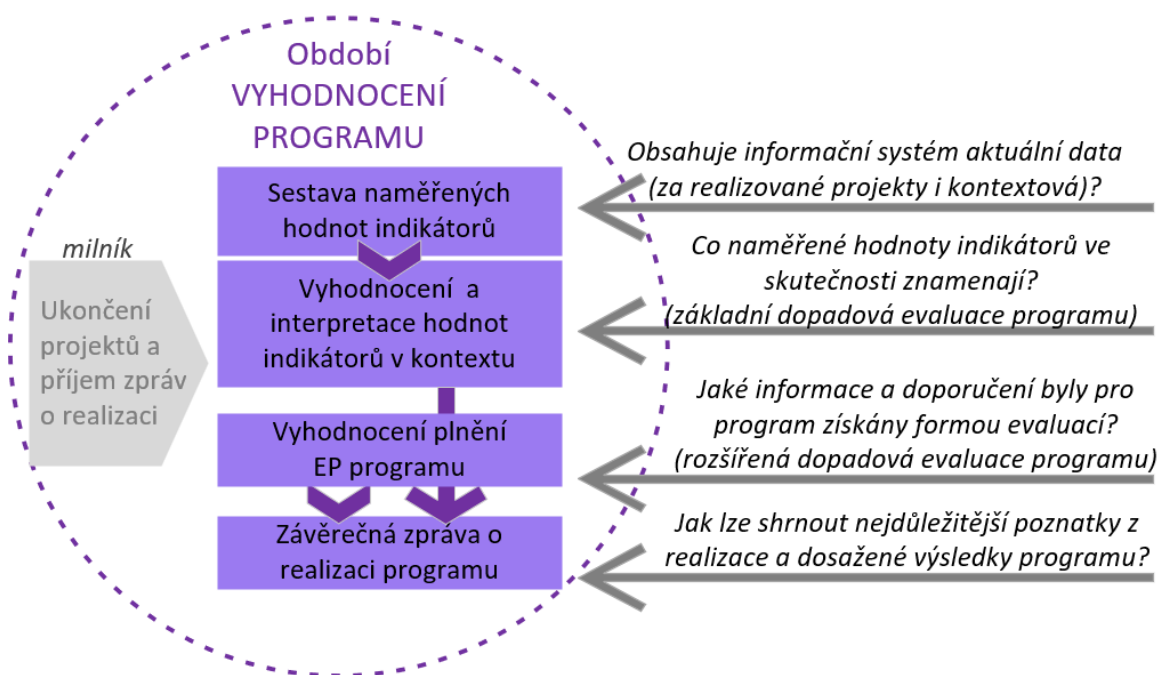 Období
VYHODNOCENÍ
PROGRAMU
milník
Ukončení
projektů a
příjem zpráv
o realizaci
Sestava naměřených
hodnot indikátorů
Vyhodnocení a
interpretace hodnot
indikátorů v kontextu
Vyhodnocení plnění
EP programu
Závěrečná zpráva o
realizaci programu
Obsahuje informační systém aktuální data
(za realizované projekty i kontextová)?
Co naměřené hodnoty indikátorů ve
skutečnosti znamenají?
(základní dopadová evaluace programu)
Jaké informace a doporučení byly pro
program získány formou evaluací?
(rozšířená dopadová evaluace programu)
Jak lze shrnout nejdůležitější poznatky z
realizace a dosažené výsledky programu?